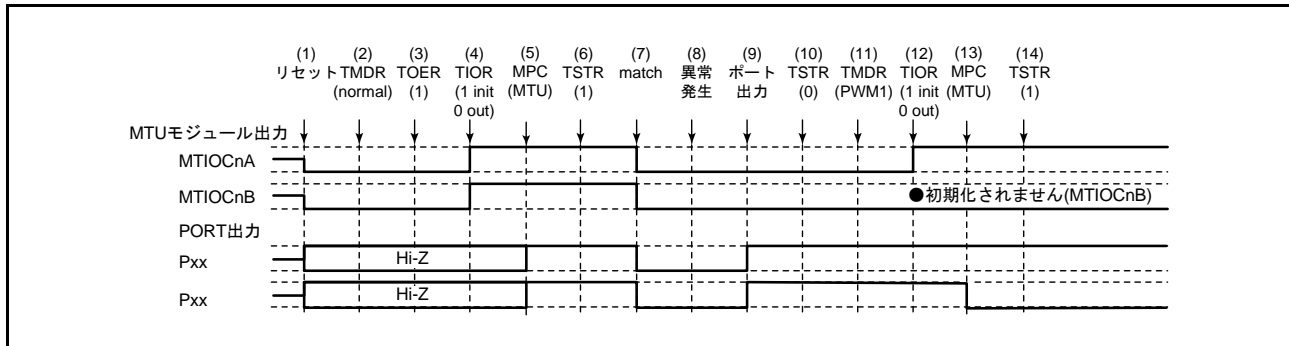 (1) (2) (3) (4) (5) (6) (7) (8) (9) (10) (11) (12) (13) (14)
リセット TMDR TOER TIOR MPC TSTR match 異常 ポート TSTR TMDR TIOR MPC TSTR
(normal) (1) (1 init (MTU) (1) 発生 出力 (0) (PWM1) (1 init (MTU) (1)
0 out) 0 out)
MTUモジュール出力
MTIOCnA
MTIOCnB ●初期化されません(MTIOCnB)
PORT出力
Pxx Hi-Z
Pxx Hi-Z